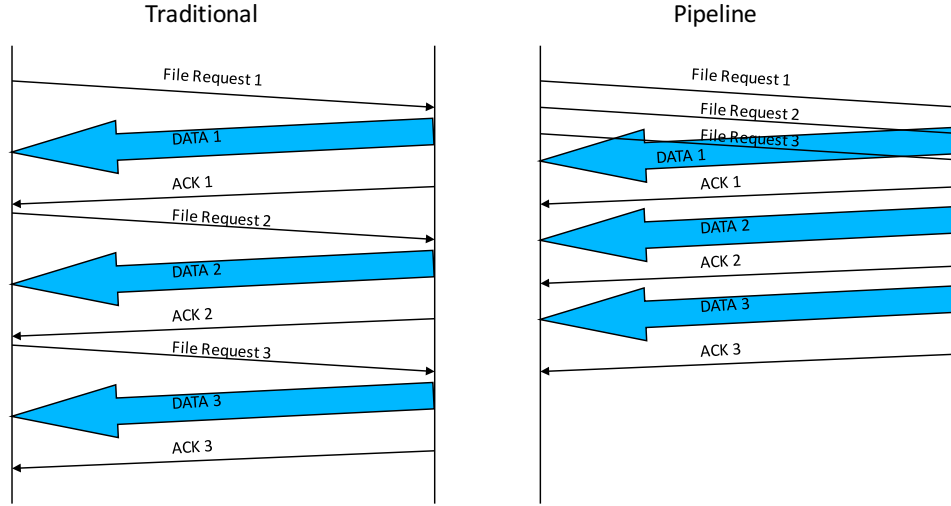 Traditional
File Request 1
DATA 1
ACK 1
File Request 2
DATA 2
ACK 2
File Request 3
DATA 3
ACK 3
Pipeline
File Request 1
File Request 2
File Request 3
DATA 1
ACK 1
DATA 2
ACK 2
DATA 3
ACK 3